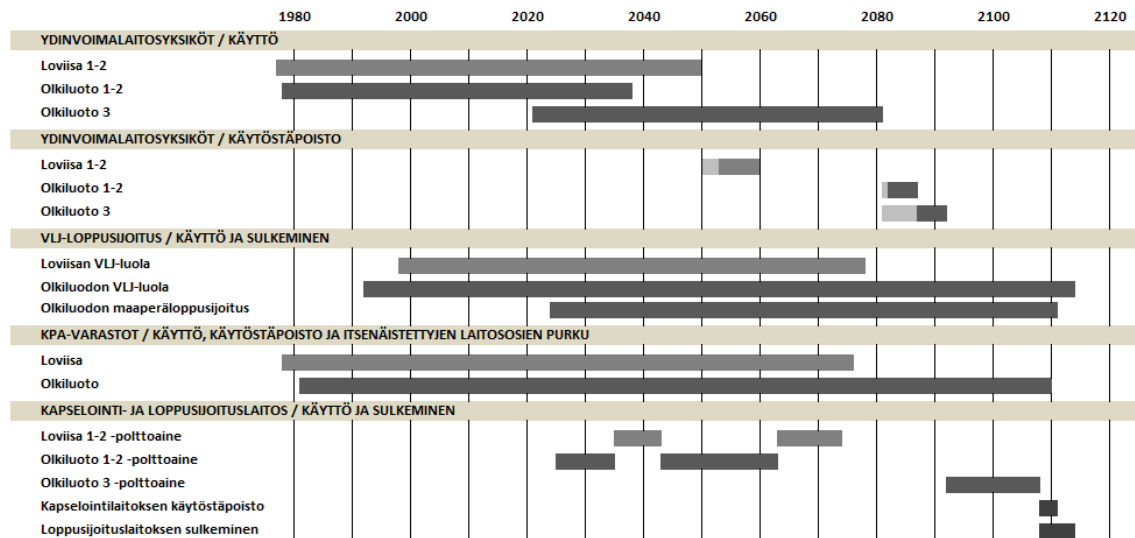 1980 2000 2020 2040 2060 2080 2100 2120
YDINVOIMALAITOSYKSIKÖT / KÄYTTÖ
Loviisa 1-2
Olkiluoto 1-2
Olkiluoto 3
YDINVOIMALAITOSYKSIKÖT / KÄYTÖSTÄPOISTO
Loviisa 1-2
Olkiluoto 1-2
Olkiluoto 3
VLJ-LOPPUSIJOITUS / KÄYTTÖ JA SULKEMINEN
Loviisan VLJ-luola
Olkiluodon VLJ-luola
Olkiluodon maaperäloppusijoitus
KPA-VARASTOT / KÄYTTÖ, KÄYTÖSTÄPOISTO JA ITSENÄISTETTYJEN LAITOSOSIEN PURKU
Loviisa
Olkiluoto
KAPSELOINTI- JA LOPPUSIJOITUSLAITOS / KÄYTTÖ JA SULKEMINEN
Loviisa 1-2 -polttoaine
Olkiluoto 1-2 -polttoaine
Olkiluoto 3 -polttoaine
Kapselointilaitoksen käytöstäpoisto
Loppusijoituslaitoksen sulkeminen